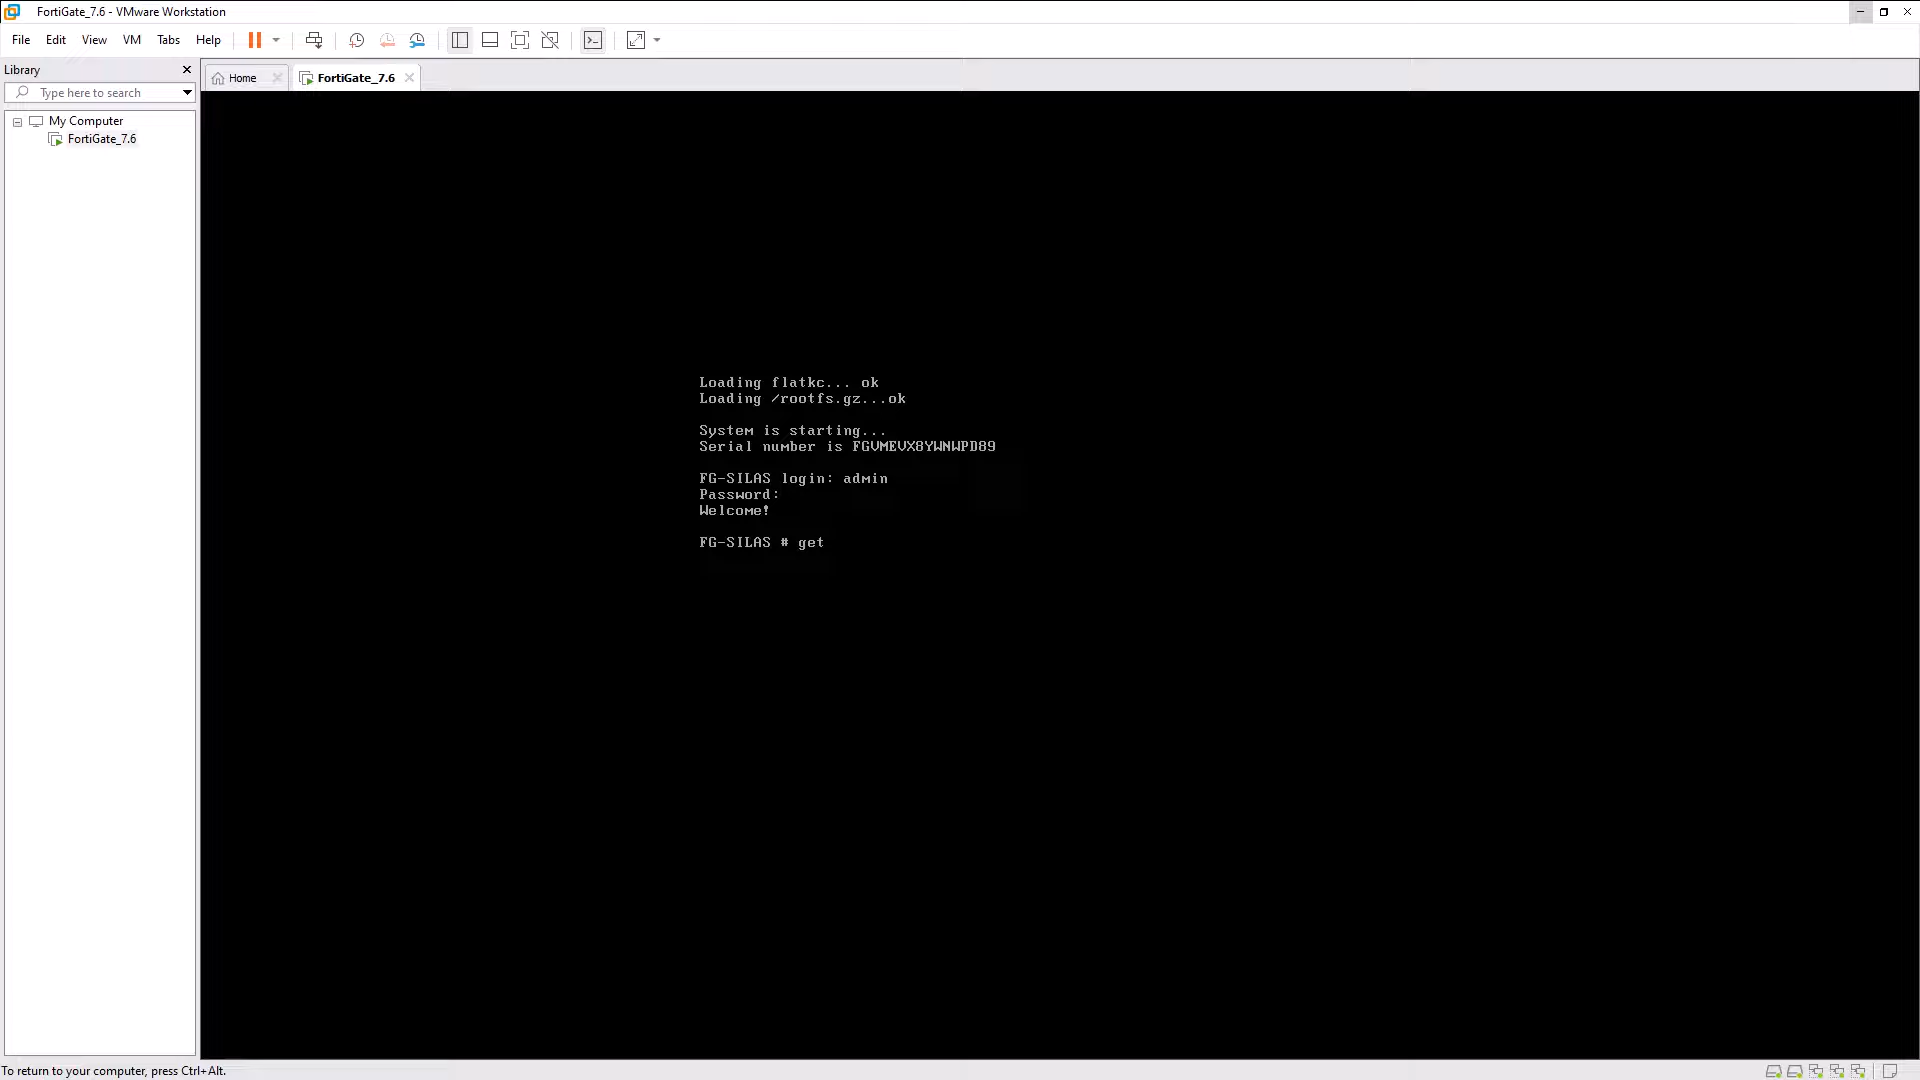 FortiGate_7.6 - VMware Workstation
File Edit View VM Tabs Help
Library
Type here to search
My Computer
FortiGate_7.6
Home
FortiGate_7.6
Loading flatkc... ok
Loading /rootfs.gz...ok
System is starting...
Serial number is FGVMEVX8YWNWPD89
FG-SILAS login: admin
Password:
Welcome!
FG-SILAS # get
To return to your computer, press Ctrl+Alt.